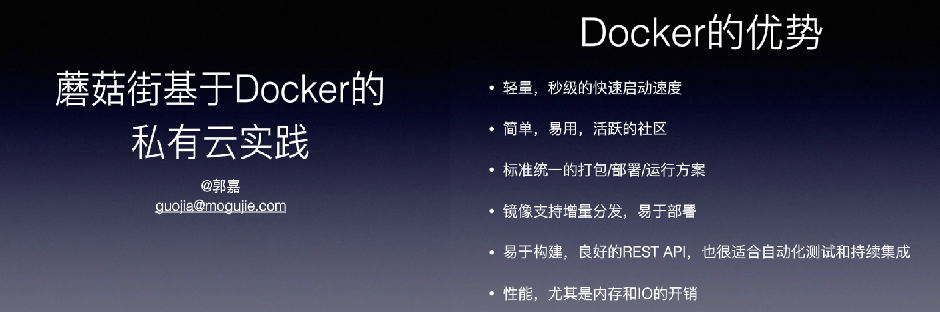 蘑菇街基于Docker的
私有云实践
@郭嘉
guojia@mogujie.com
Docker的优势
• 轻量，秒级的快速启动速度
• 简单，易用，活跃的社区
• 标准统一的打包/部署/运行方案
• 镜像支持增量分发，易于部署
• 易于构建，良好的REST API，也很适合自动化测试和持续集成
• 性能，尤其是内存和IO的开销